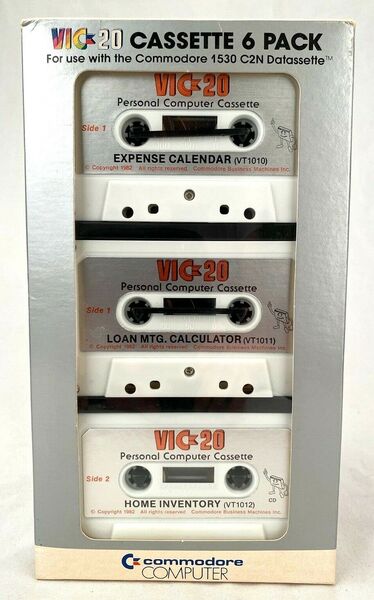 VIC-20 CASSETTE 6 PACK
For use with the Commodore 1530 C2N Datassette™
VIC-20
Personal Computer Cassette
Side 1
EXPENSE CALENDAR (VT1010)
© Copyright 1982 All rights reserved Commodore Business Machines Inc.
VIC-20
Personal Computer Cassette
Side 1
LOAN MTG. CALCULATOR (VT1011)
© Copyright 1982 All rights reserved Commodore Business Machines Inc.
VIC-20
Personal Computer Cassette
Side 2
CD
HOME INVENTORY (VT1012)
© Copyright 1982 All rights reserved Commodore Business Machines Inc.
commodore
COMPUTER